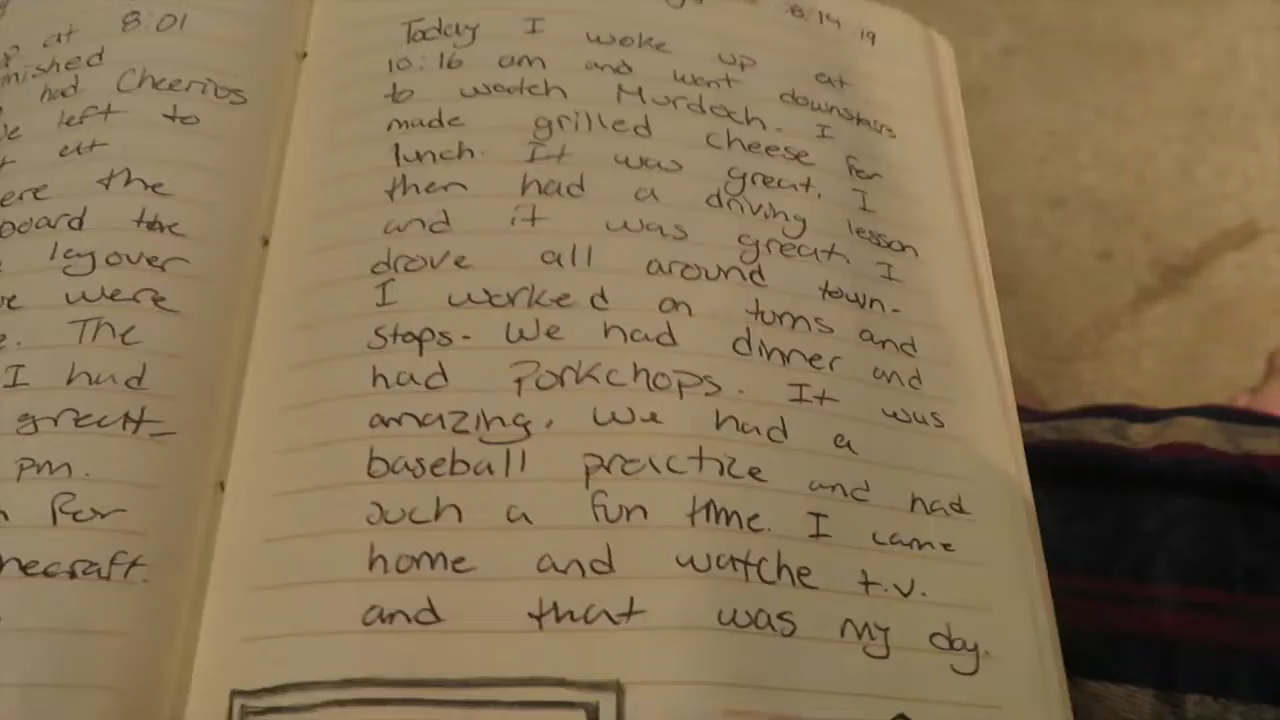 8:01
at
had Cheerios
left to
at
the
board the
layover
were
The
I had
great
pm.
for
8 14 19
Today I woke up at
10:16 am and went downstairs
to watch Murdoch. I
made grilled cheese for
lunch. It was great. I
then had a driving lesson
and it was great. I
drove all around town.
I worked on turns and
stops. We had dinner and
had Porkchops. It was
amazing. We had a
baseball practice and had
such a fun time. I came
home and watche t.v.
and that was my day.